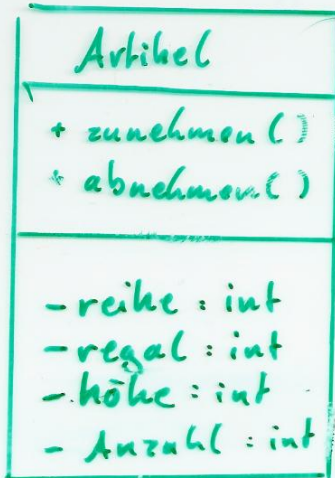 Artikel
+ zunehmen()
+ abnehmen()
- reihe : int
- regal : int
- höhe : int
- Anzahl : int